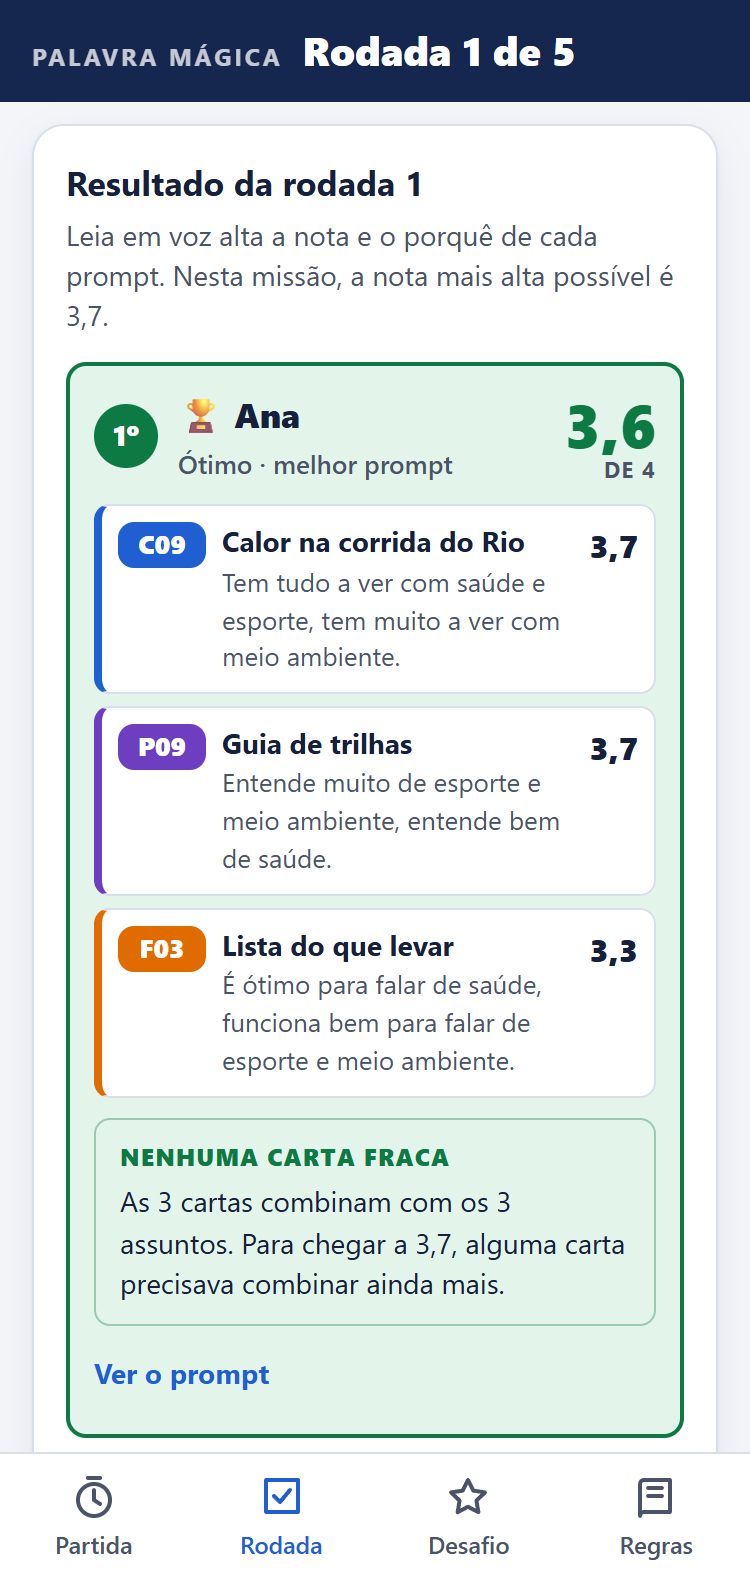 PALAVRA MÁGICA Rodada 1 de 5
Resultado da rodada 1
Leia em voz alta a nota e o porquê de cada
prompt. Nesta missão, a nota mais alta possível é
3,7.
1º
Ana
Ótimo · melhor prompt
3,6
DE 4
C09
Calor na corrida do Rio
3,7
Tem tudo a ver com saúde e
esporte, tem muito a ver com
meio ambiente.
P09
Guia de trilhas
3,7
Entende muito de esporte e
meio ambiente, entende bem
de saúde.
F03
Lista do que levar
3,3
É ótimo para falar de saúde,
funciona bem para falar de
esporte e meio ambiente.
NENHUMA CARTA FRACA
As 3 cartas combinam com os 3
assuntos. Para chegar a 3,7, alguma carta
precisava combinar ainda mais.
Ver o prompt
Partida
Rodada
Desafio
Regras